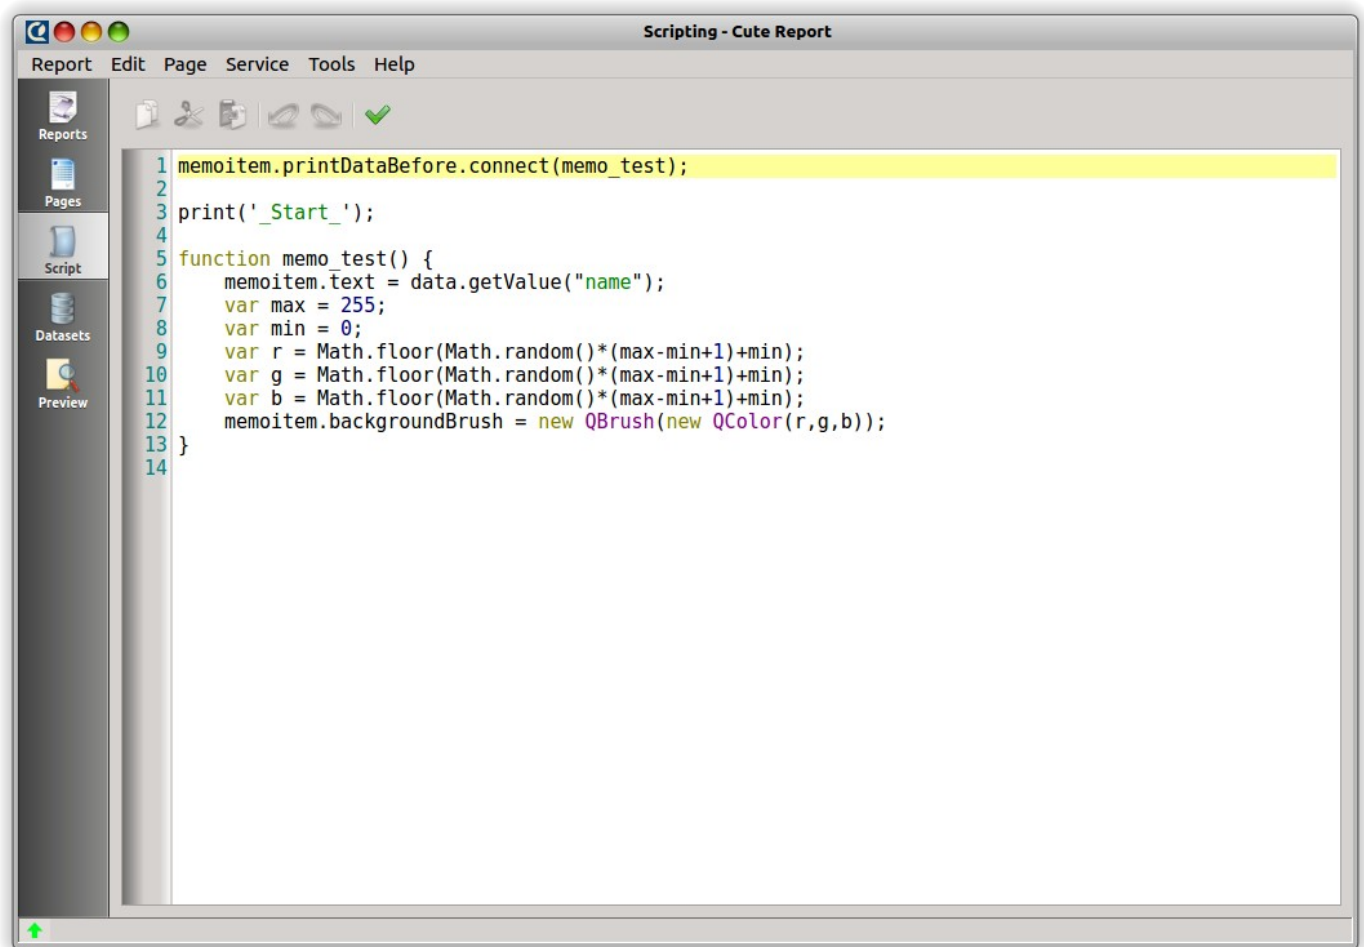 Scripting - Cute Report
Report Edit Page Service Tools Help
Reports
Pages
Script
Datasets
Preview
1 memoitem.printDataBefore.connect(memo_test);
2
3 print('_Start_');
4
5 function memo_test() {
6     memoitem.text = data.getValue("name");
7     var max = 255;
8     var min = 0;
9     var r = Math.floor(Math.random()*(max-min+1)+min);
10     var g = Math.floor(Math.random()*(max-min+1)+min);
11     var b = Math.floor(Math.random()*(max-min+1)+min);
12     memoitem.backgroundBrush = new QBrush(new QColor(r,g,b));
13 }
14